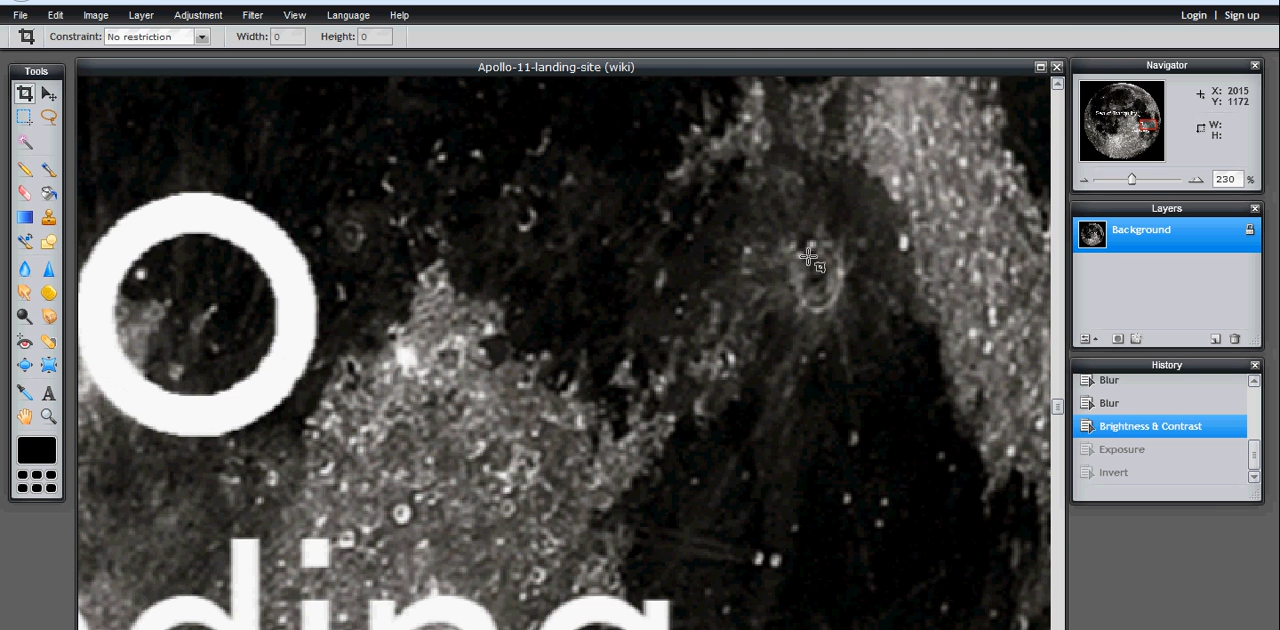 File Edit Image Layer Adjustment Filter View Language Help Login | Sign up
Constraint: No restriction Width: 0 Height: 0
Tools
Apollo-11-landing-site (wiki)
Navigator
X: 2015
Y: 1172
W:
H:
230 %
Layers
Background
A
History
Blur
Blur
Brightness & Contrast
Exposure
Invert
ding